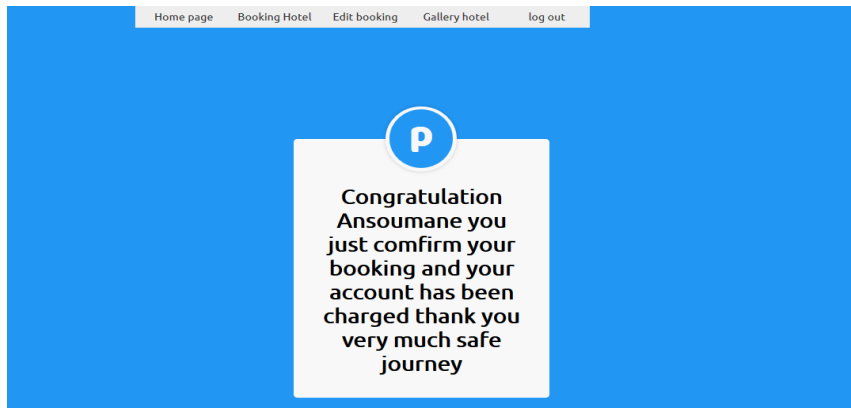 Home page Booking Hotel Edit booking Gallery hotel log out
P
Congratulation
Ansoumane you
just comfirm your
booking and your
account has been
charged thank you
very much safe
journey